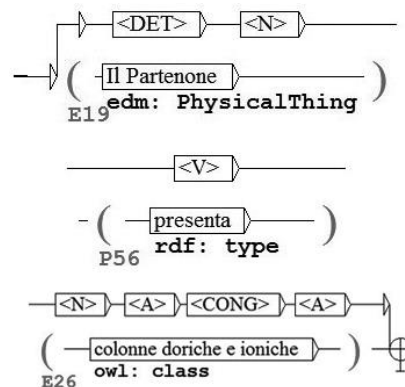 <DET> <N>
( Il Partenone )
E19 edm: PhysicalThing
<V>
( presenta )
P56 rdf: type
<N> <A> <CONG> <A>
( colonne doriche e ioniche )
E26 owl: class